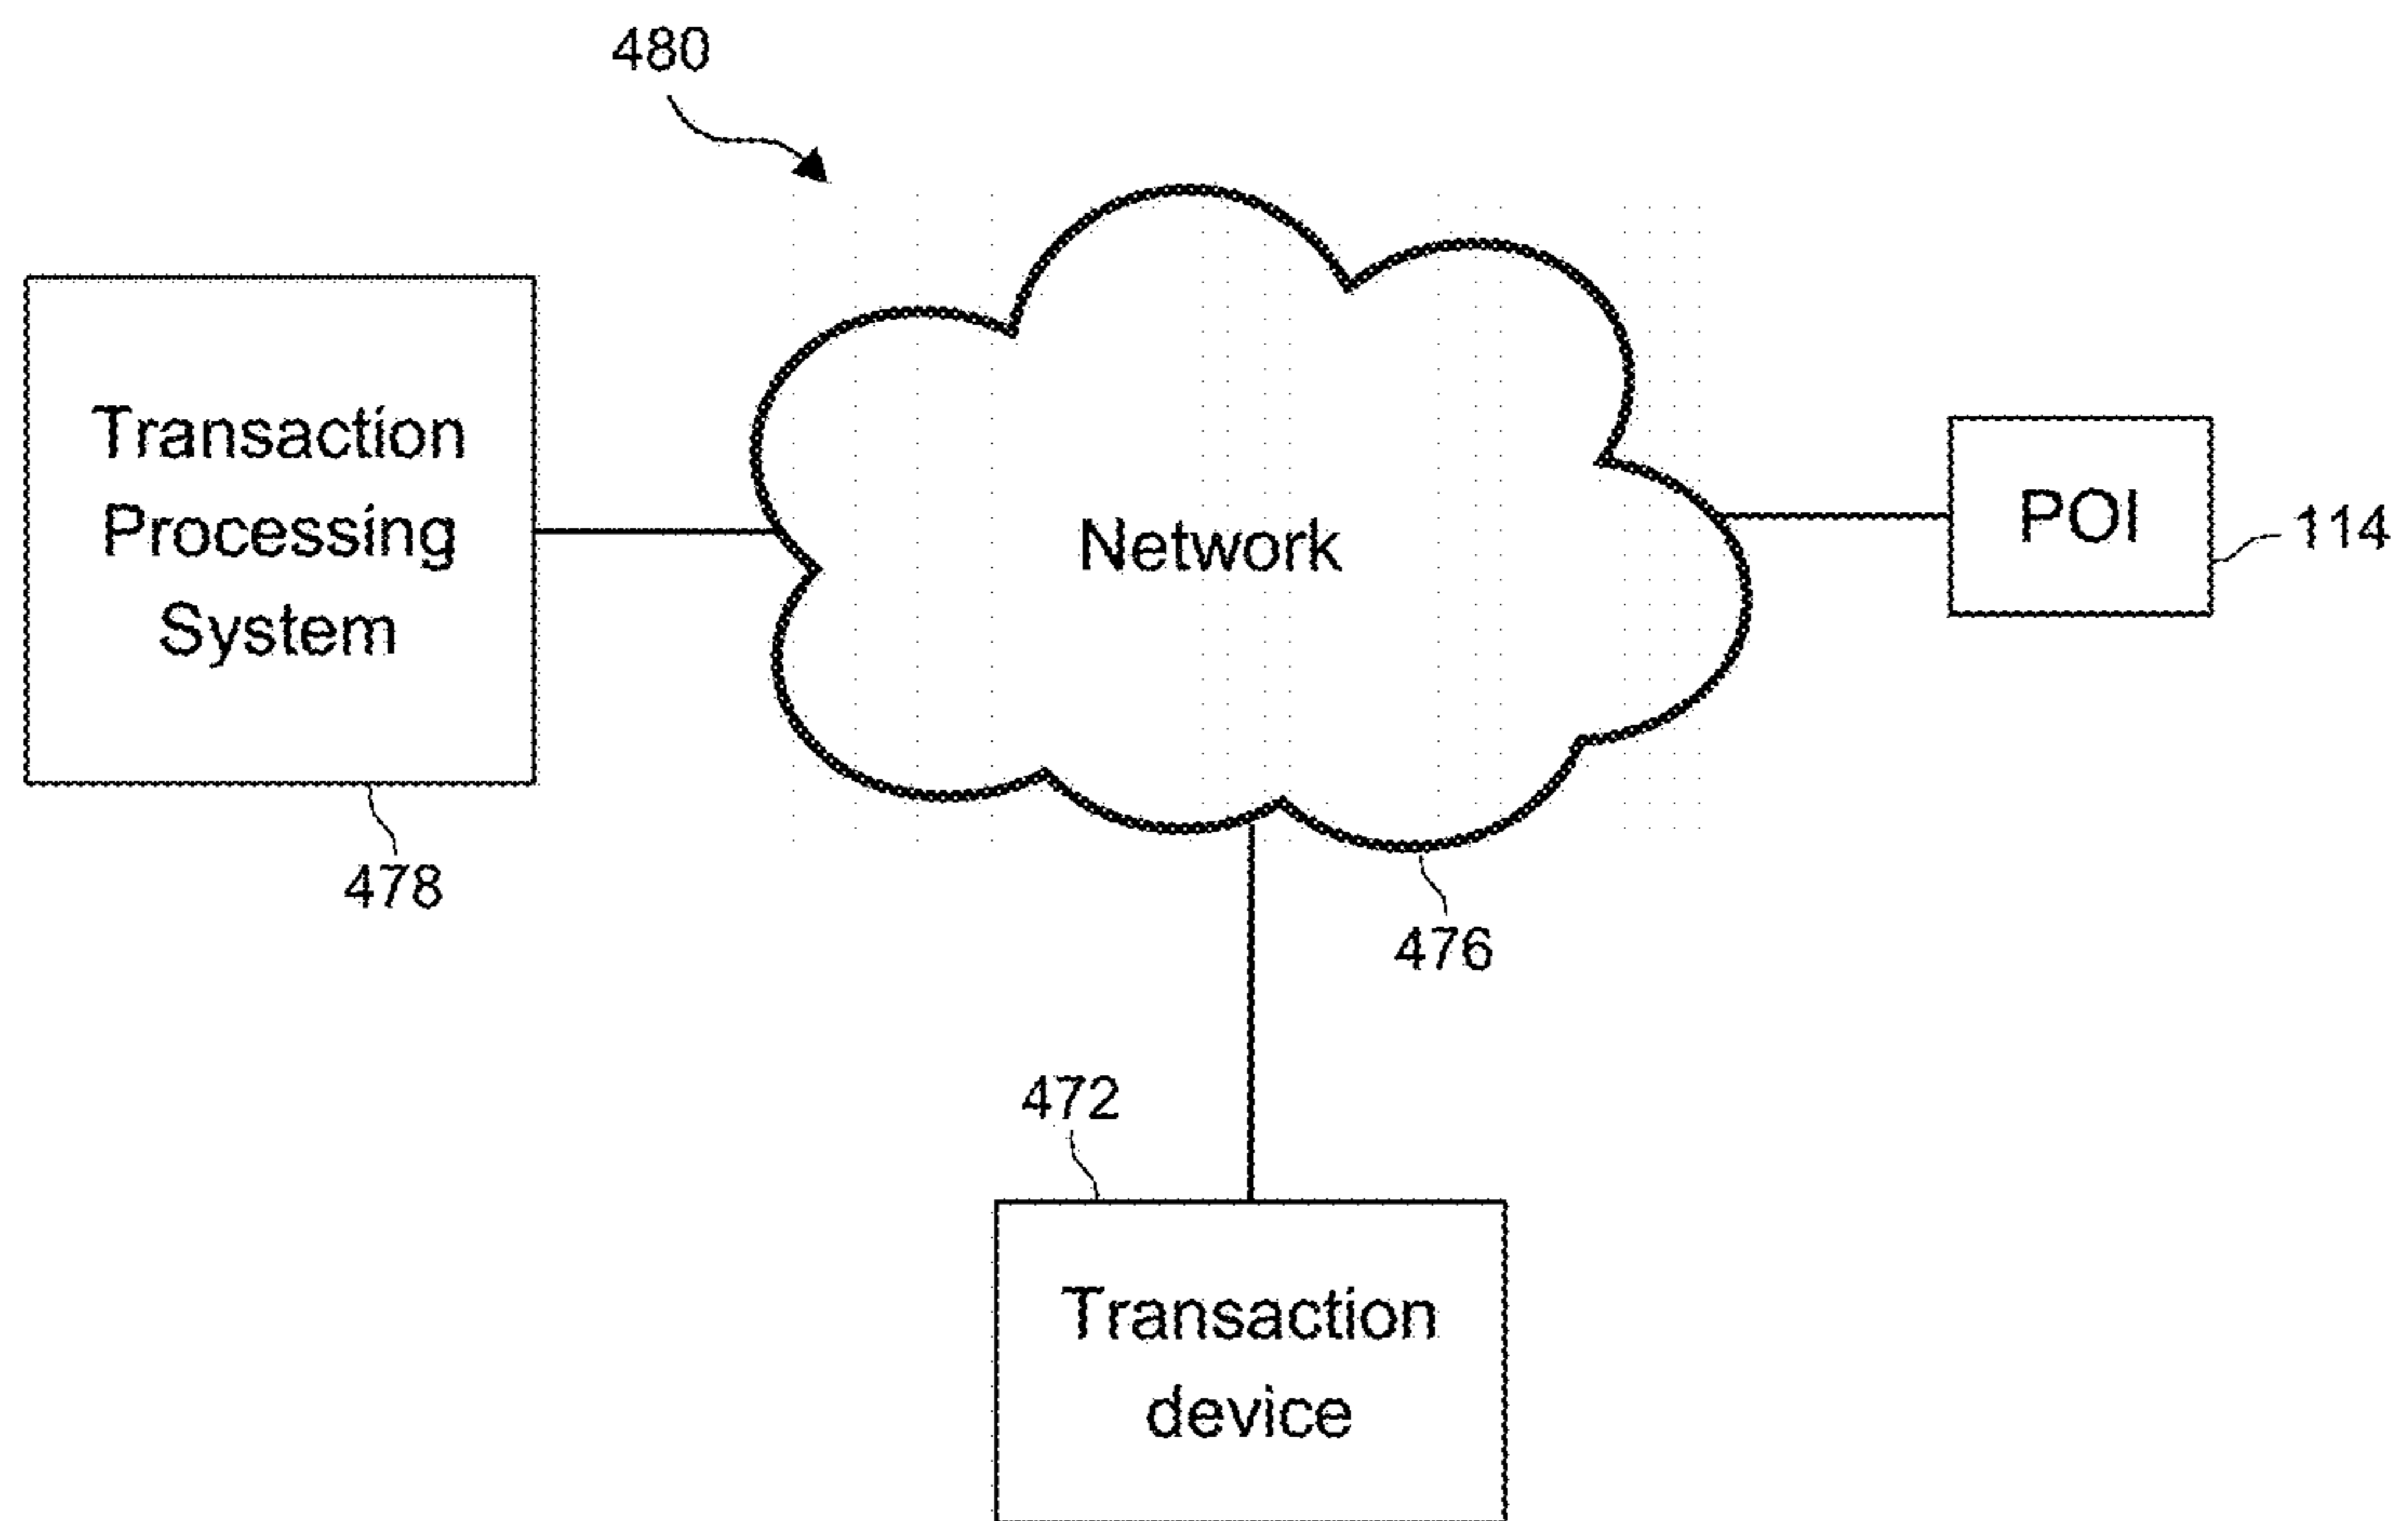 480
Transaction
Processing
System
Network
POI
114
478
476
472
Transaction
device